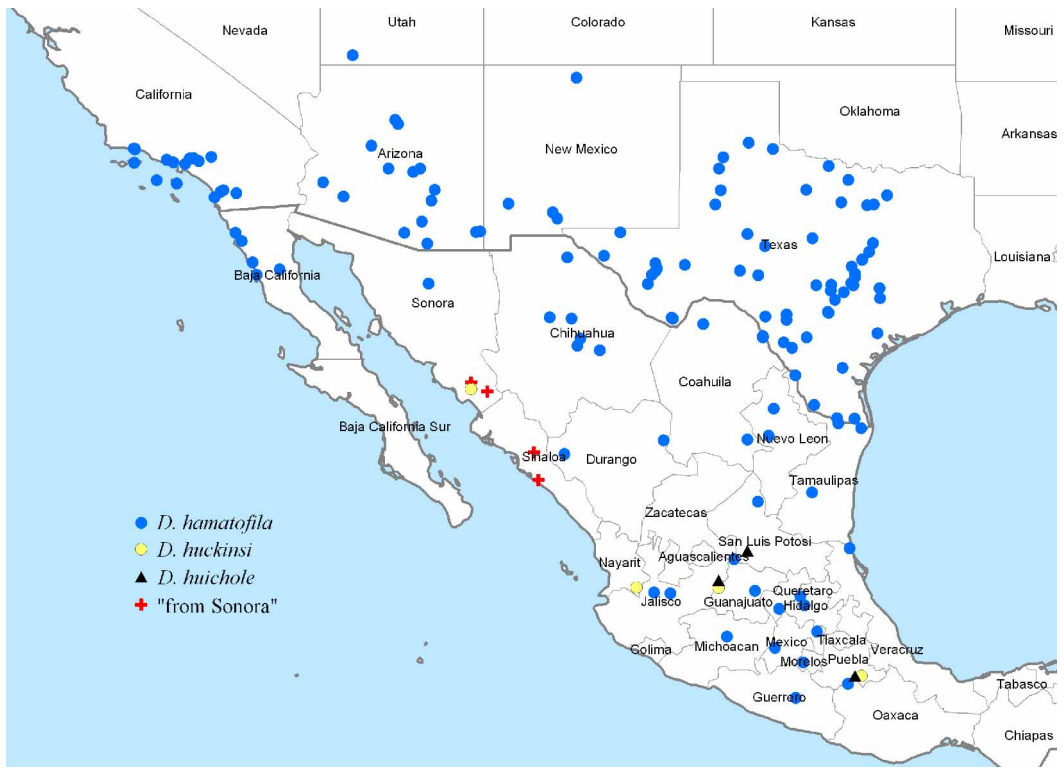 Utah
Colorado
Kansas
Nevada
Missouri
California
Oklahoma
Arkansas
Arizona
New Mexico
Texas
Louisiana
Baja California
Sonora
Chihuahua
Coahuila
Baja California Sur
Sinaloa
Durango
Nuevo Leon
Tamaulipas
Zacatecas
D. hamatofila
D. huckinsi
D. huichole
"from Sonora"
San Luis Potosi
Aguascalientes
Nayarit
Jalisco
Guanajuato
Queretaro
Hidalgo
Colima
Michoacan
Mexico
Tlaxcala
Veracruz
Morelos
Puebla
Guerrero
Tabasco
Oaxaca
Chiapas